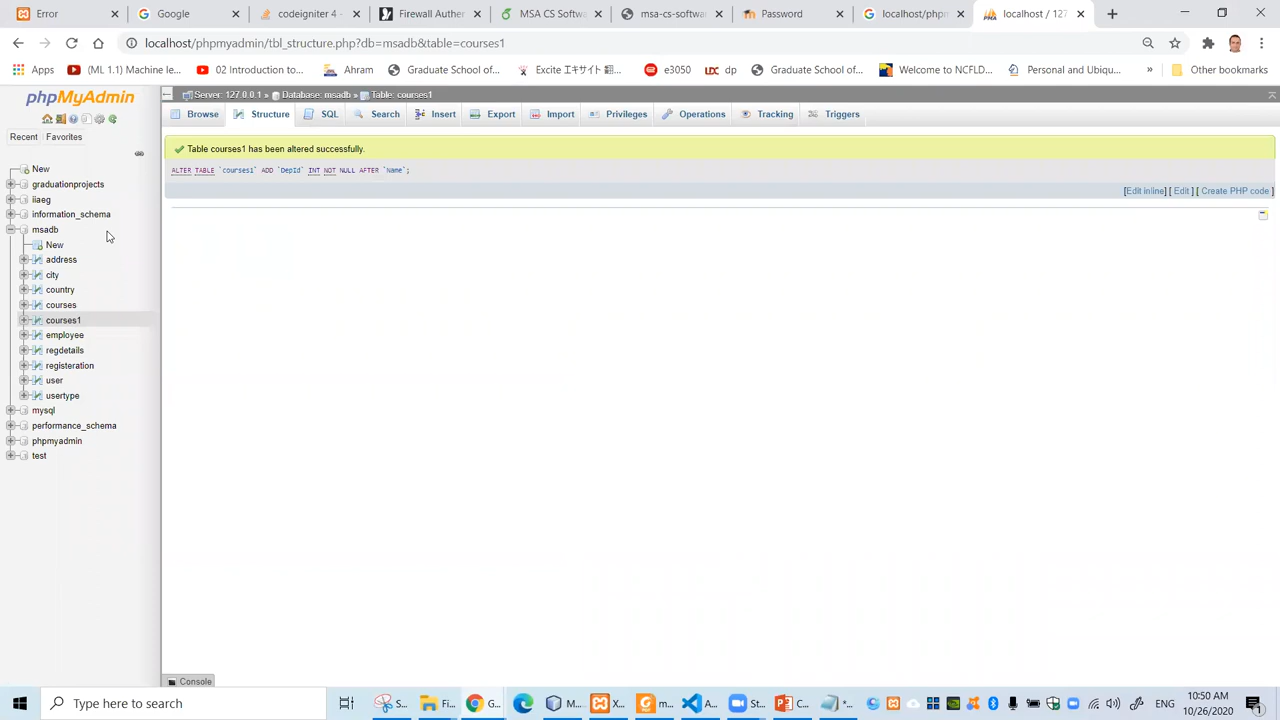 Error
Google
codeigniter 4 -
Firewall Auther
MSA CS Softw
msa-cs-softw
Password
localhost/phpm
localhost / 127
localhost/phpmyadmin/tbl_structure.php?db=msadb&table=courses1
Apps
(ML 1.1) Machine le...
02 Introduction to...
Ahram
Graduate School of...
Excite エキサイト 翻...
e3050
dp
Graduate School of...
Welcome to NCFLD...
Personal and Ubiqu...
»
Other bookmarks
phpMyAdmin
Server: 127.0.0.1 » Database: msadb » Table: courses1
Browse
Structure
SQL
Search
Insert
Export
Import
Privileges
Operations
Tracking
Triggers
Recent
Favorites
Table courses1 has been altered successfully.
ALTER TABLE `courses1` ADD `DepId` INT NOT NULL AFTER `Name`;
[Edit inline] [ Edit ] [ Create PHP code ]
New
graduationprojects
iiaeg
information_schema
msadb
New
address
city
country
courses
courses1
employee
regdetails
registeration
user
usertype
mysql
performance_schema
phpmyadmin
test
Console
Type here to search
S...
Fi...
G...
M...
X...
m...
A...
St...
C...
*...
ENG
10:50 AM
10/26/2020